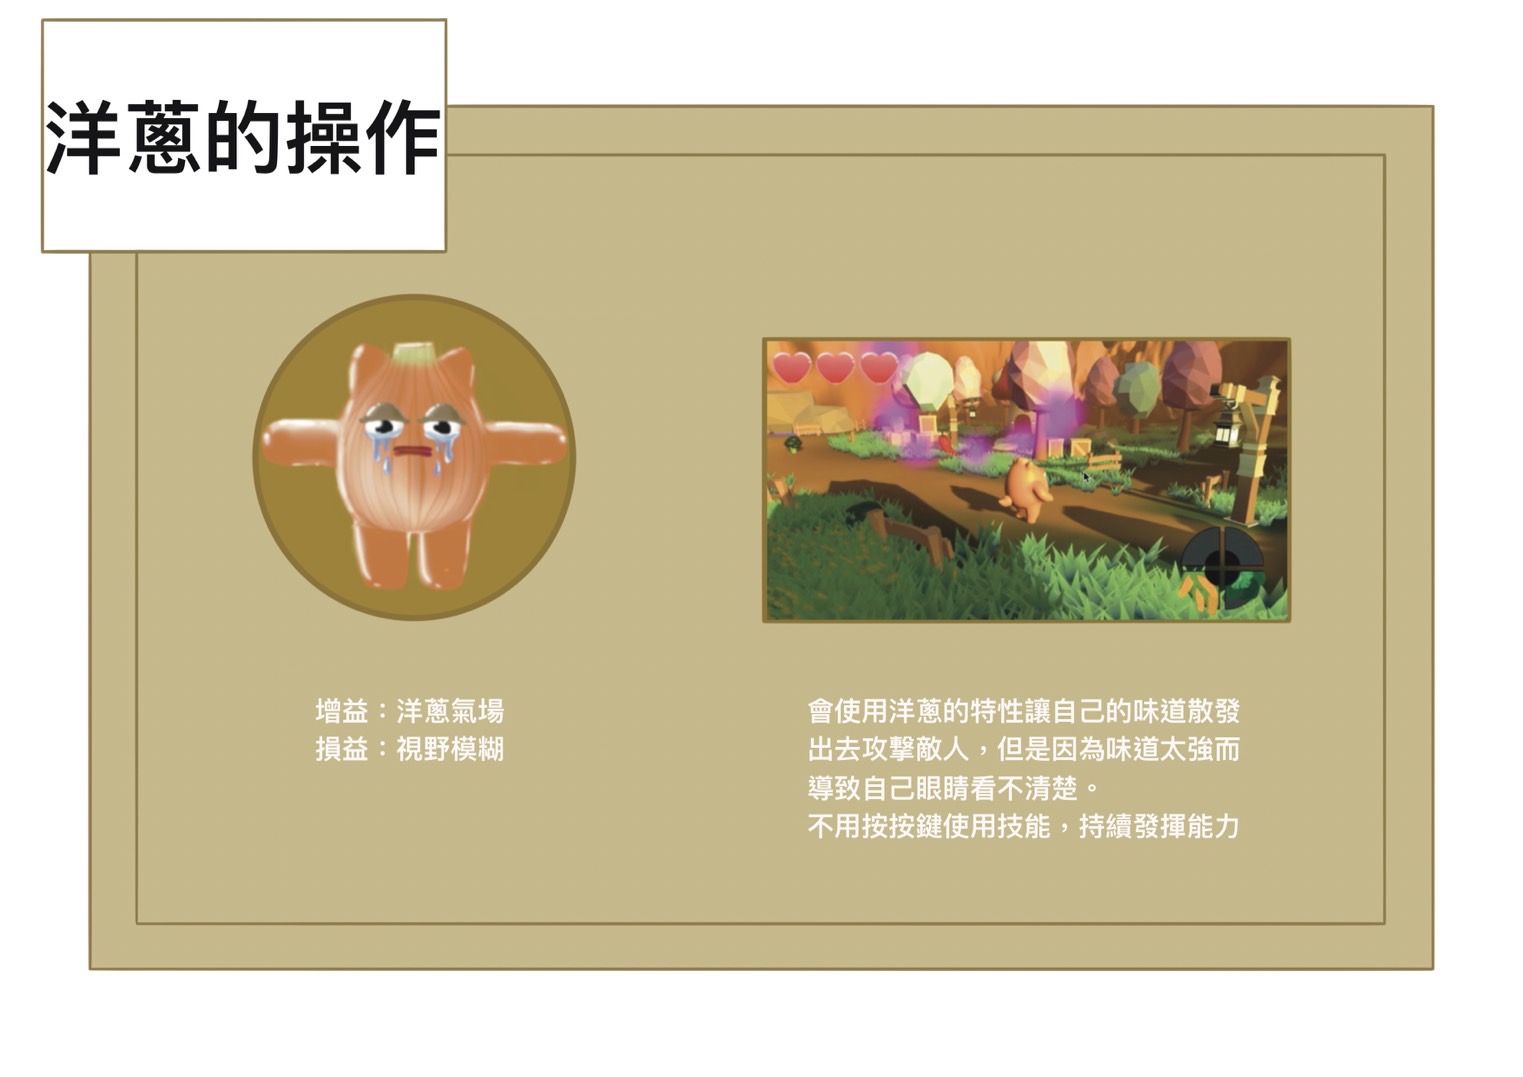 洋蔥的操作
增益：洋蔥氣場
損益：視野模糊
會使用洋蔥的特性讓自己的味道散發
出去攻擊敵人，但是因為味道太強而
導致自己眼睛看不清楚。
不用按按鍵使用技能，持續發揮能力